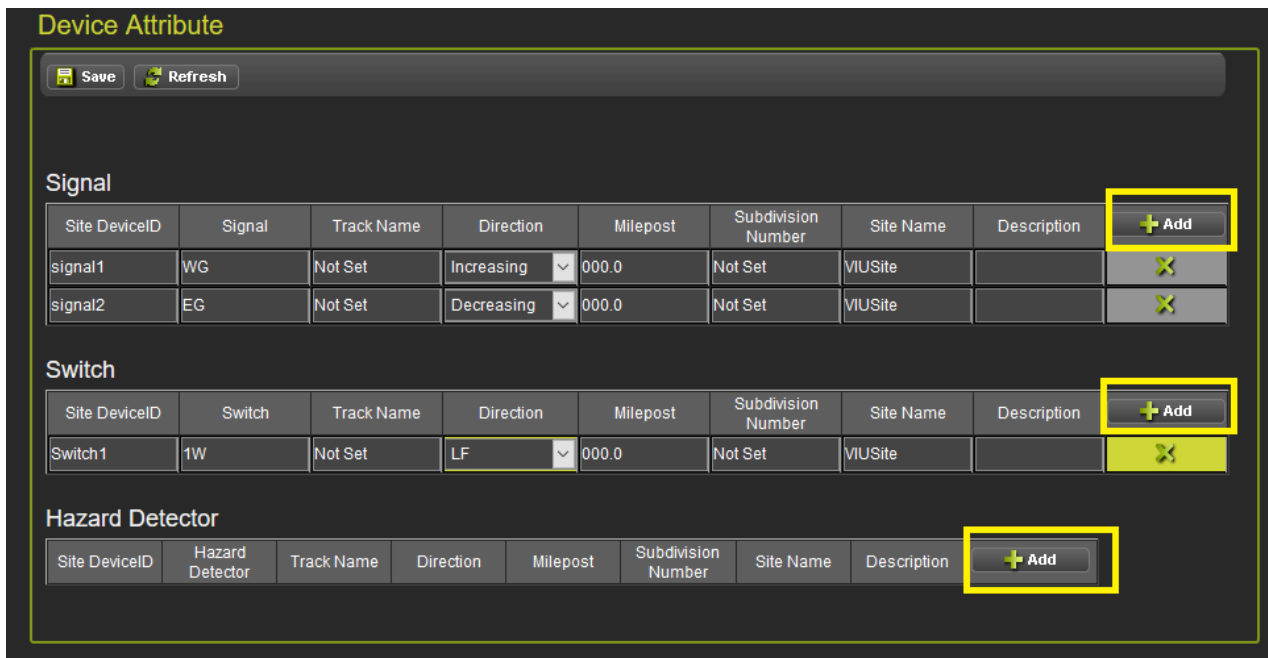 Device Attribute
Save Refresh
Signal
Site DeviceID Signal Track Name Direction Milepost Subdivision Number Site Name Description Add
signal1 WG Not Set Increasing 000.0 Not Set VIUSite
signal2 EG Not Set Decreasing 000.0 Not Set VIUSite
Switch
Site DeviceID Switch Track Name Direction Milepost Subdivision Number Site Name Description Add
Switch1 1W Not Set LF 000.0 Not Set VIUSite
Hazard Detector
Site DeviceID Hazard Detector Track Name Direction Milepost Subdivision Number Site Name Description Add